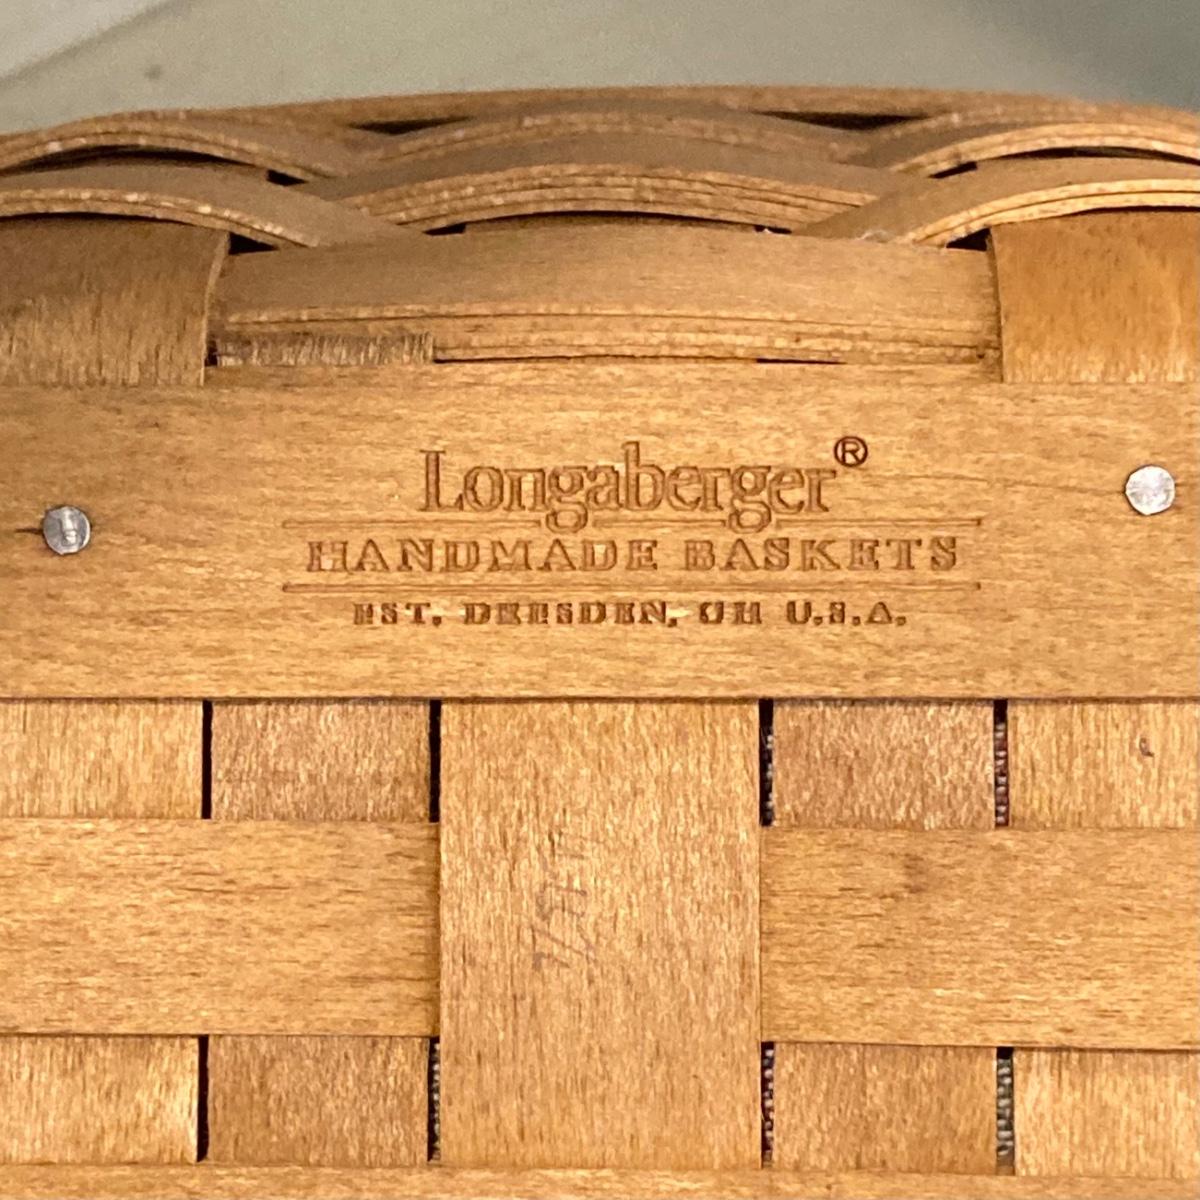 Longaberger®
HANDMADE BASKETS
EST. DRESDEN, OH U.S.A.